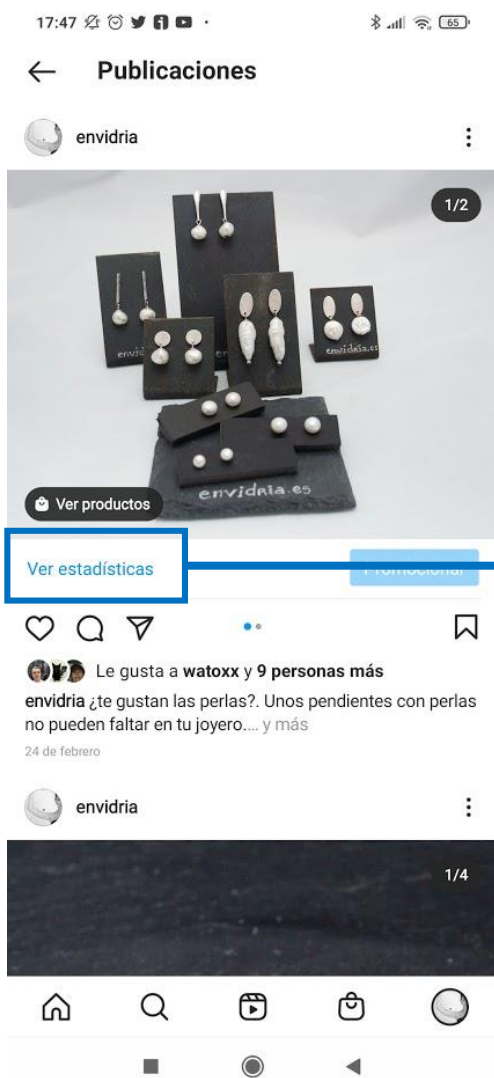 17:47
65
Publicaciones
envidria
1/2
envidria.es
envidria.es
Ver productos
Ver estadísticas
Promocionar
Le gusta a watoxx y 9 personas más
envidria ¿te gustan las perlas?. Unos pendientes con perlas
no pueden faltar en tu joyero.... y más
24 de febrero
envidria
1/4